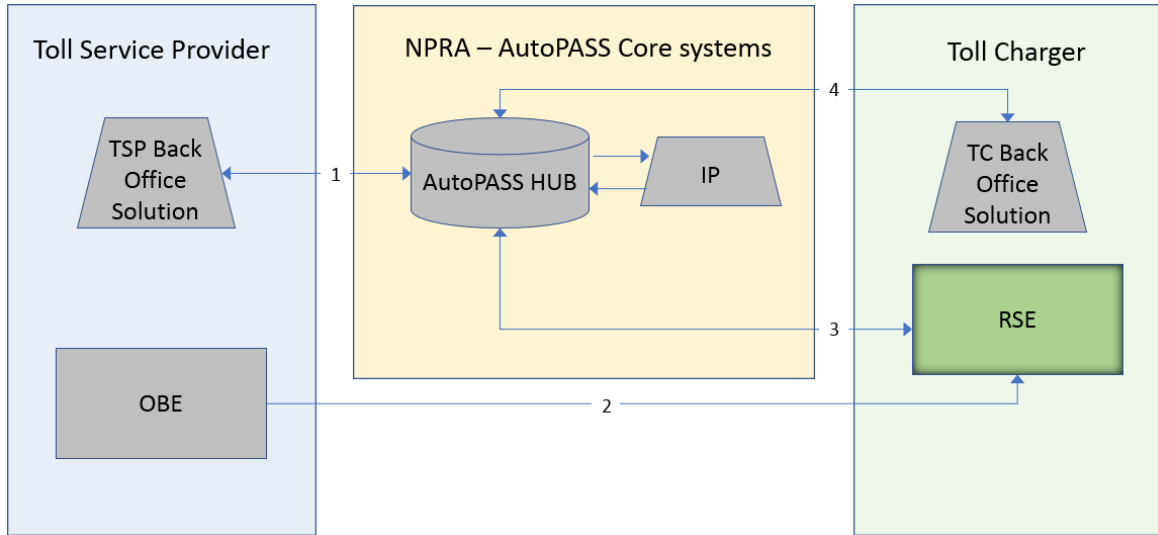 Toll Service Provider
TSP Back
Office
Solution
OBE
1
2
NPRA – AutoPASS Core systems
AutoPASS HUB
IP
4
3
Toll Charger
TC Back
Office
Solution
RSE